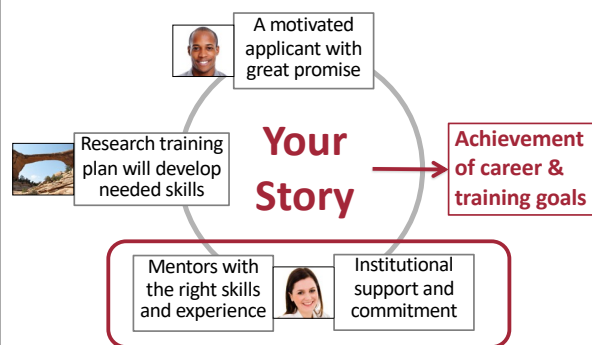 A motivated
applicant with
great promise
Research training
plan will develop
needed skills
Your
Story
Achievement
of career &
training goals
Mentors with
the right skills
and experience
Institutional
support and
commitment